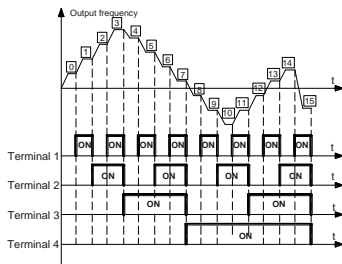 Output frequency
3
2
4
1
5
14
0
6
13
t
7
12
8
9
11
15
10
t
ON ON ON ON ON ON ON ON
Terminal 1
t
ON ON ON ON
Terminal 2
t
ON ON
Terminal 3
t
ON
Terminal 4